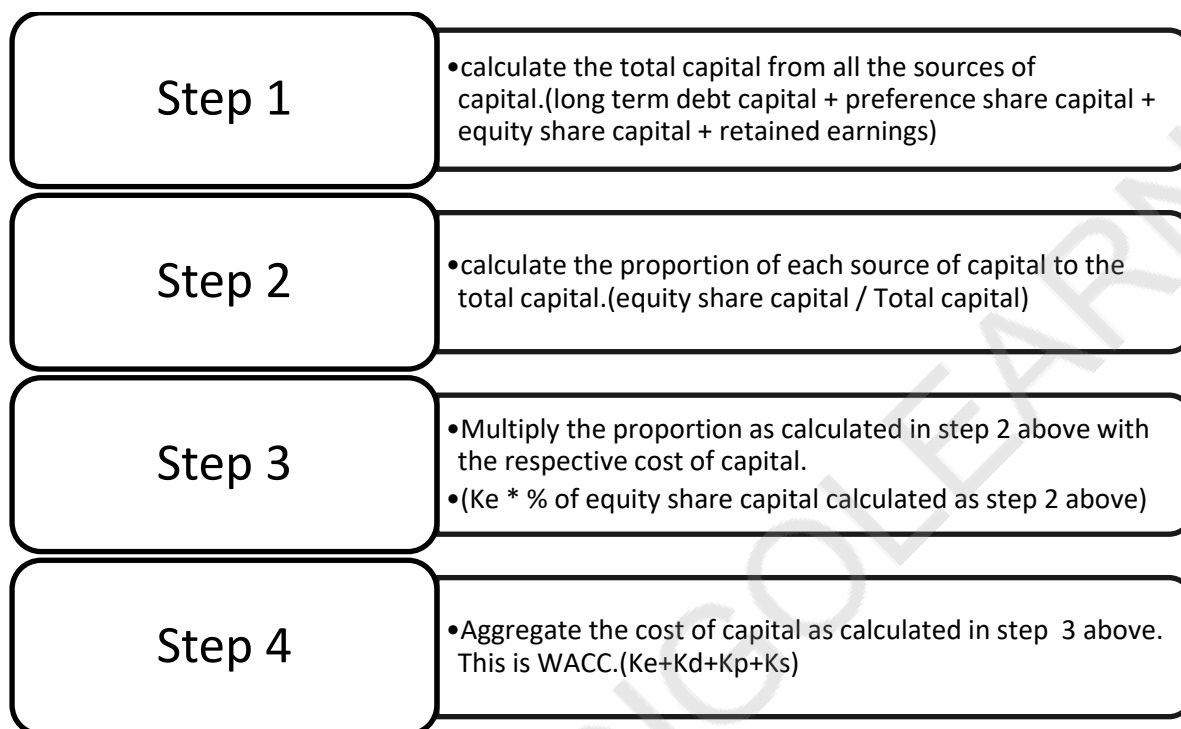 Step 1
•calculate the total capital from all the sources of
capital.(long term debt capital + preference share capital +
equity share capital + retained earnings)
Step 2
•calculate the proportion of each source of capital to the
total capital.(equity share capital / Total capital)
Step 3
•Multiply the proportion as calculated in step 2 above with
the respective cost of capital.
•(Ke * % of equity share capital calculated as step 2 above)
Step 4
•Aggregate the cost of capital as calculated in step  3 above.
This is WACC.(Ke+Kd+Kp+Ks)